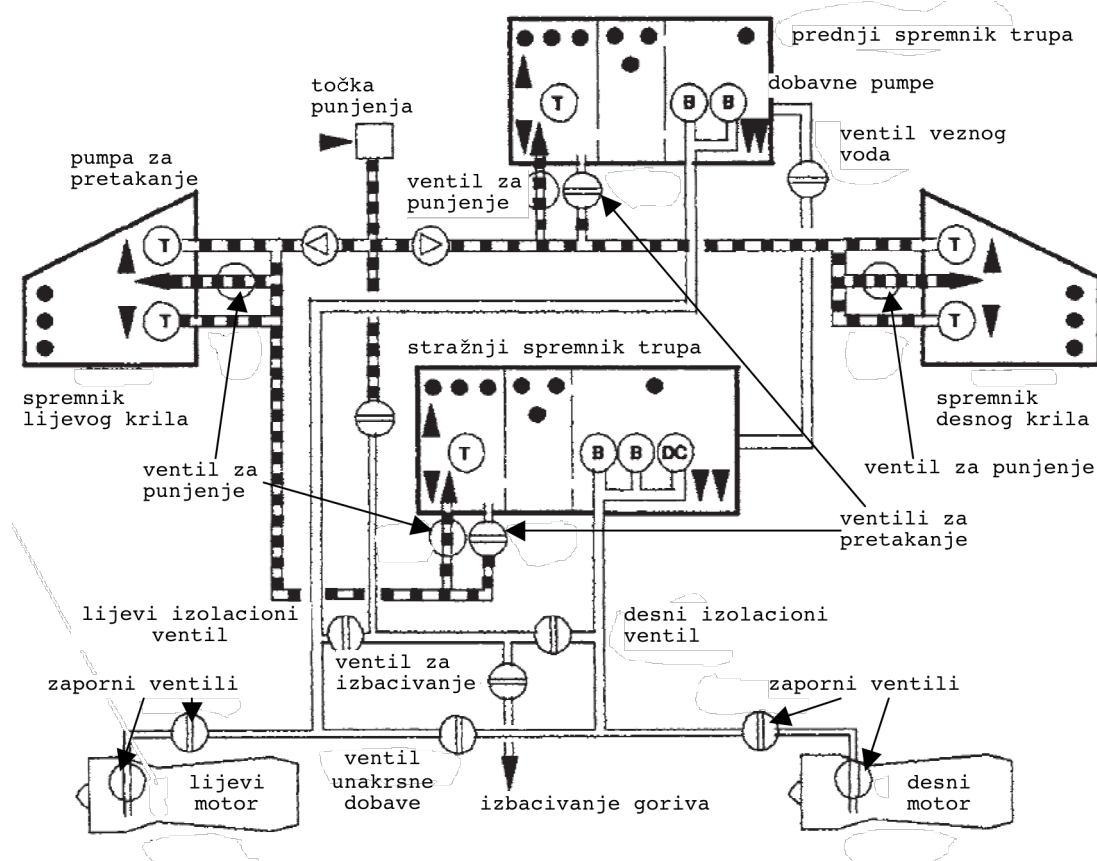 prednji spremnik trupa
T
B
B
dobavne pumpe
točka
punjenja
ventil veznog
voda
pumpa za
pretakanje
ventil za
punjenje
T
T
T
T
spremnik
lijevog krila
stražnji spremnik trupa
T
B
B
DC
spremnik
desnog krila
ventil za
punjenje
ventil za punjenje
ventili za
pretakanje
lijevi izolacioni
ventil
desni izolacioni
ventil
ventil za
izbacivanje
zaporni ventili
zaporni ventili
ventil
unakrsne
dobave
lijevi
motor
izbacivanje goriva
desni
motor